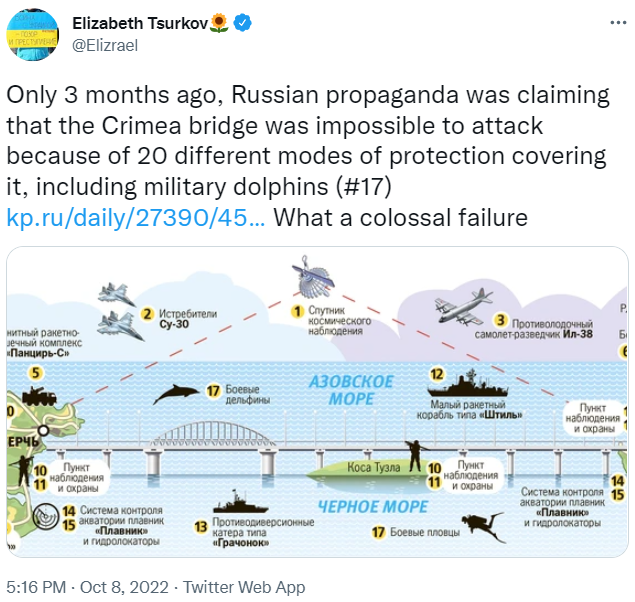 Elizabeth Tsurkov
@Elizrael
Only 3 months ago, Russian propaganda was claiming
that the Crimea bridge was impossible to attack
because of 20 different modes of protection covering
it, including military dolphins (#17)
kp.ru/daily/27390/45… What a colossal failure
2 Истребители
Су-30
1 Спутник
космического
наблюдения
3 Противолодочный
самолет-разведчик Ил-38
нитный ракетно-
шечный комплекс
«Панцирь-С»
5
17 Боевые
дельфины
АЗОВСКОЕ
МОРЕ
12
Малый ракетный
корабль типа «Штиль»
Пункт
наблюдения
и охраны
ЕРЧЬ
10
11
Пункт
наблюдения
и охраны
Коса Тузла
10
11
Пункт
наблюдения
и охраны
14
15
Система контроля
акватории плавник
«Плавник»
и гидролокаторы
13 Противодиверсионные
катера типа
«Грачонок»
ЧЕРНОЕ МОРЕ
17 Боевые пловцы
Система контроля
акватории плавник
«Плавник»
и гидролокаторы
14
15
5:16 PM · Oct 8, 2022 · Twitter Web App